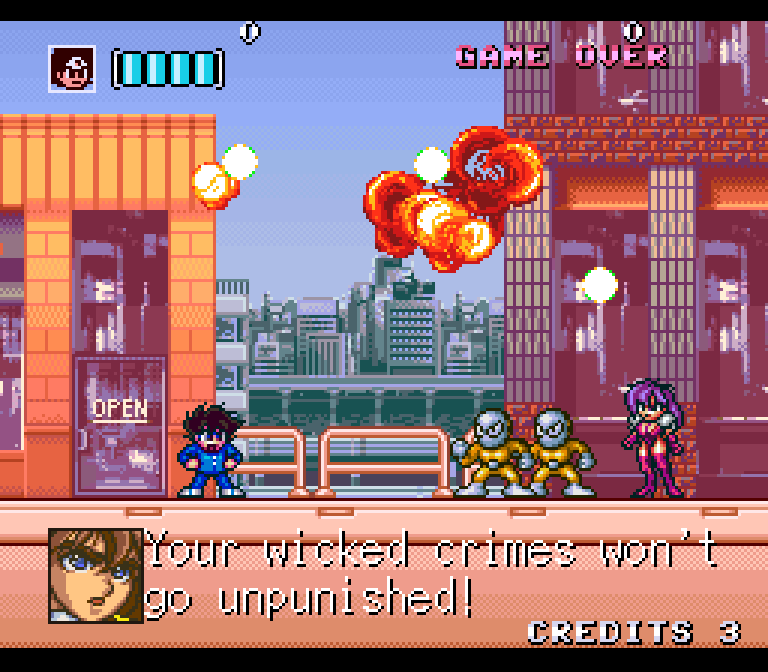 0
0
GAME OVER
OPEN
Your wicked crimes won't
go unpunished!
CREDITS 3